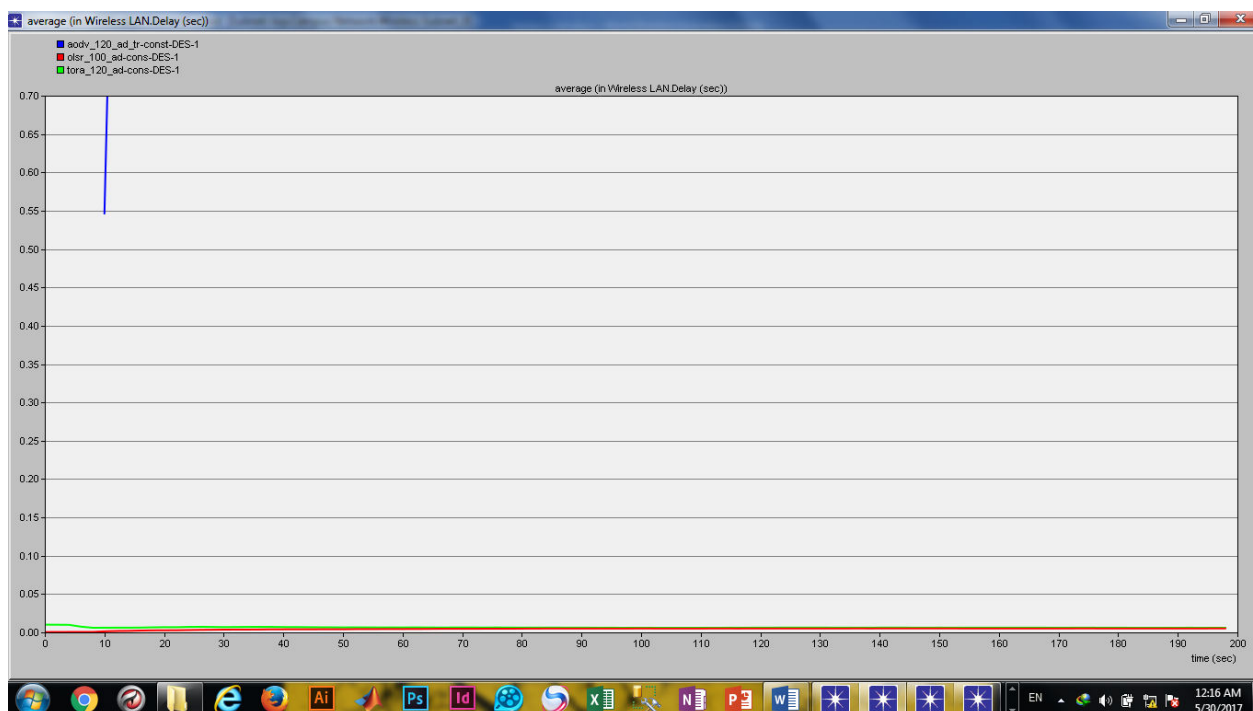 average (in Wireless LAN.Delay (sec))
aodv_120_ad_tr-const-DES-1
olsr_100_ad-cons-DES-1
tora_120_ad-cons-DES-1
average (in Wireless LAN.Delay (sec))
0.70
0.65
0.60
0.55
0.50
0.45
0.40
0.35
0.30
0.25
0.20
0.15
0.10
0.05
0.00
0 10 20 30 40 50 60 70 80 90 100 110 120 130 140 150 160 170 180 190 200
time (sec)
Ai Ps Id X N P W EN 12:16 AM
5/30/2017